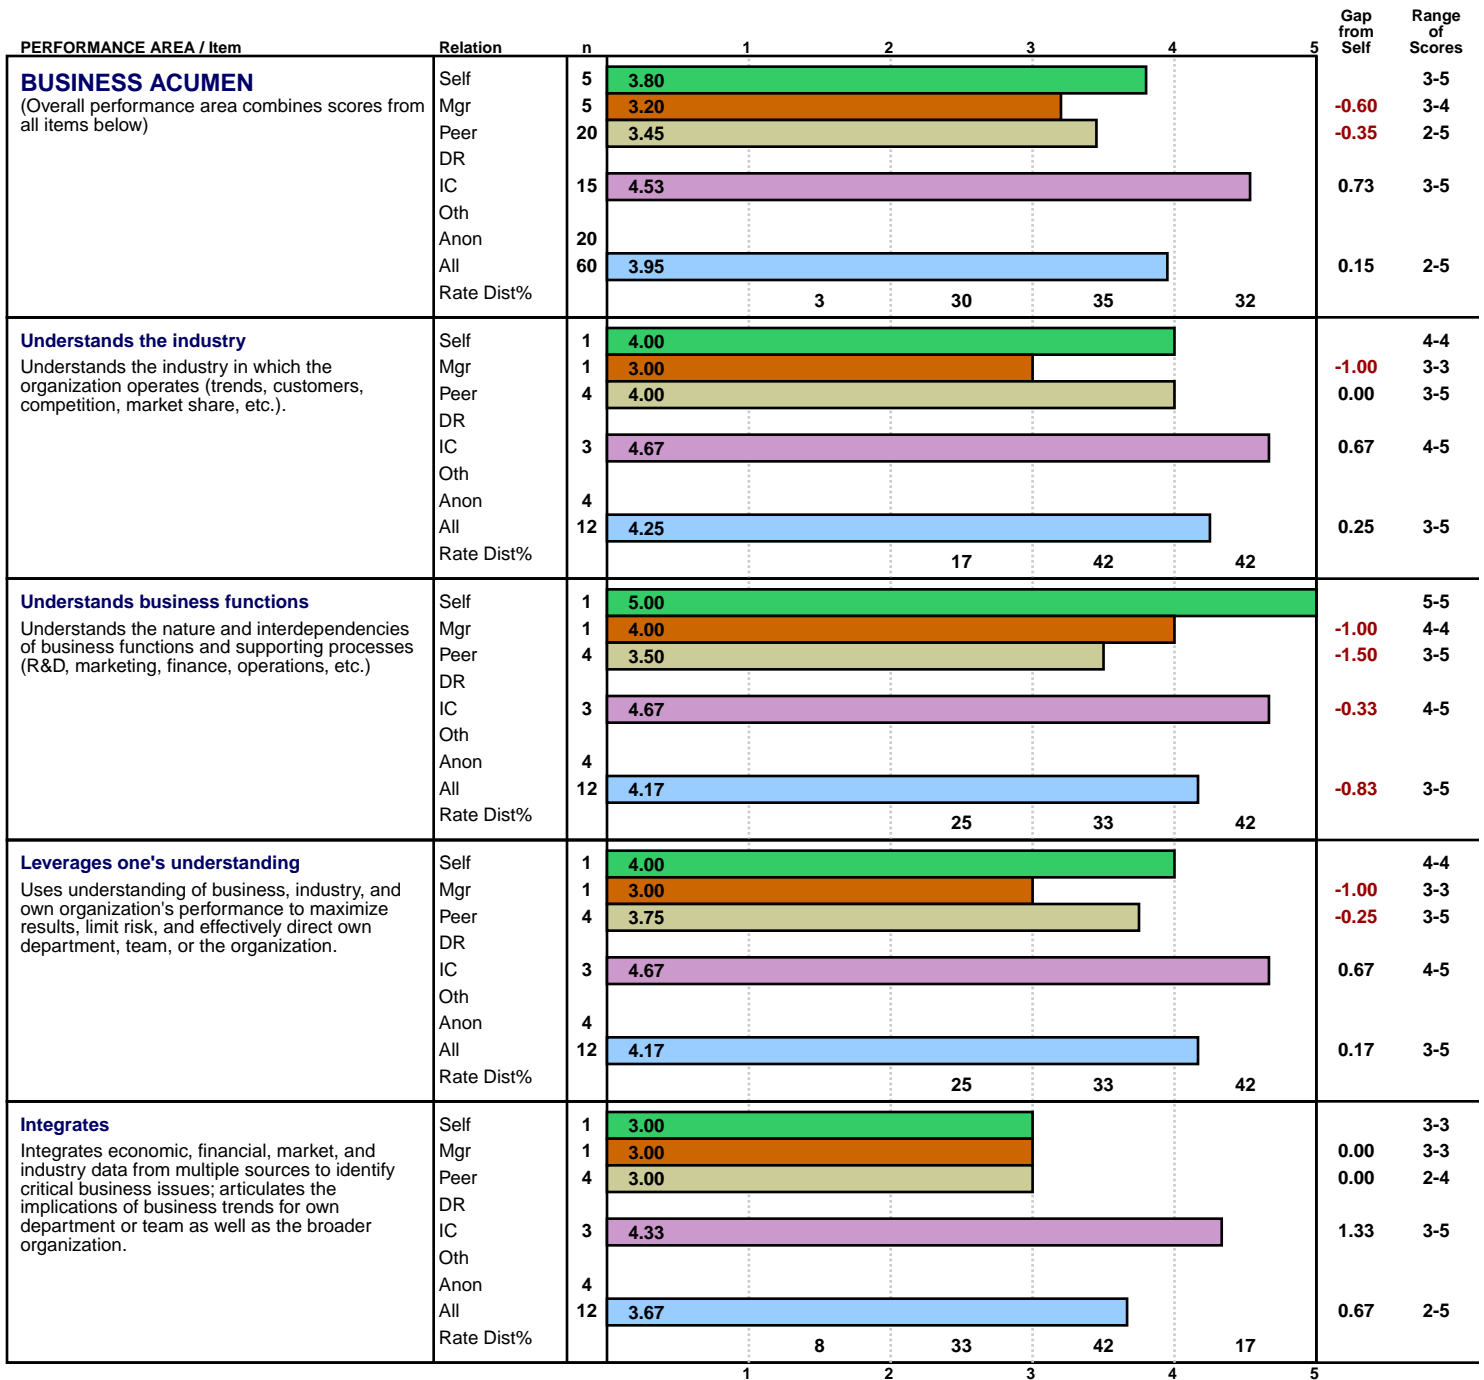 Gap from Self
Range of Scores
PERFORMANCE AREA / Item Relation n 1 2 3 4 5
BUSINESS ACUMEN
(Overall performance area combines scores from
all items below)
Self 5 3.80 3-5
Mgr 5 3.20 -0.60 3-4
Peer 20 3.45 -0.35 2-5
DR
IC 15 4.53 0.73 3-5
Oth
Anon 20
All 60 3.95 0.15 2-5
Rate Dist% 3 30 35 32
Understands the industry
Understands the industry in which the
organization operates (trends, customers,
competition, market share, etc.).
Self 1 4.00 4-4
Mgr 1 3.00 -1.00 3-3
Peer 4 4.00 0.00 3-5
DR
IC 3 4.67 0.67 4-5
Oth
Anon 4
All 12 4.25 0.25 3-5
Rate Dist% 17 42 42
Understands business functions
Understands the nature and interdependencies
of business functions and supporting processes
(R&D, marketing, finance, operations, etc.)
Self 1 5.00 5-5
Mgr 1 4.00 -1.00 4-4
Peer 4 3.50 -1.50 3-5
DR
IC 3 4.67 -0.33 4-5
Oth
Anon 4
All 12 4.17 -0.83 3-5
Rate Dist% 25 33 42
Leverages one's understanding
Uses understanding of business, industry, and
own organization's performance to maximize
results, limit risk, and effectively direct own
department, team, or the organization.
Self 1 4.00 4-4
Mgr 1 3.00 -1.00 3-3
Peer 4 3.75 -0.25 3-5
DR
IC 3 4.67 0.67 4-5
Oth
Anon 4
All 12 4.17 0.17 3-5
Rate Dist% 25 33 42
Integrates
Integrates economic, financial, market, and
industry data from multiple sources to identify
critical business issues; articulates the
implications of business trends for own
department or team as well as the broader
organization.
Self 1 3.00 3-3
Mgr 1 3.00 0.00 3-3
Peer 4 3.00 0.00 2-4
DR
IC 3 4.33 1.33 3-5
Oth
Anon 4
All 12 3.67 0.67 2-5
Rate Dist% 8 33 42 17
1 2 3 4 5